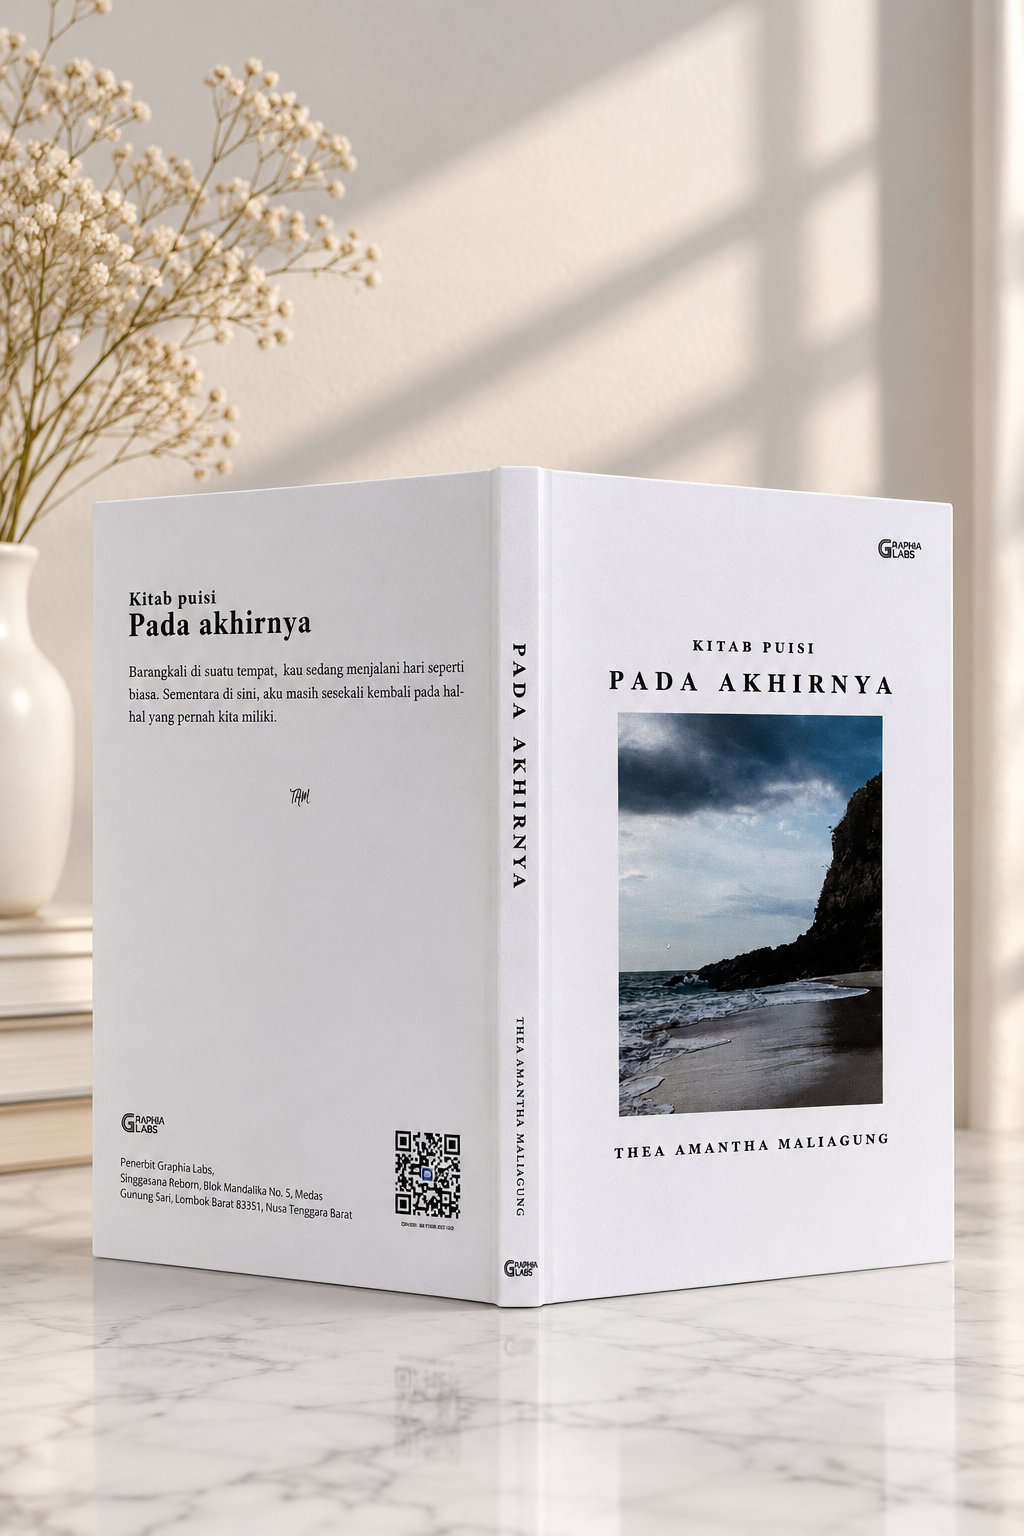 Kitab puisi
Pada akhirnya
Barangkali di suatu tempat, kau sedang menjalani hari seperti
biasa. Sementara di sini, aku masih sesekali kembali pada hal-
hal yang pernah kita miliki.
TAM
GRAPHIA
LABS
Penerbit Graphia Labs,
Singgasana Reborn, Blok Mandalika No. 5, Medas
Gunung Sari, Lombok Barat 83351, Nusa Tenggara Barat
PADA AKHIRNYA
THEA AMANTHA MALIAGUNG
GRAPHIA
LABS
GRAPHIA
LABS
KITAB PUISI
PADA AKHIRNYA
THEA AMANTHA MALIAGUNG